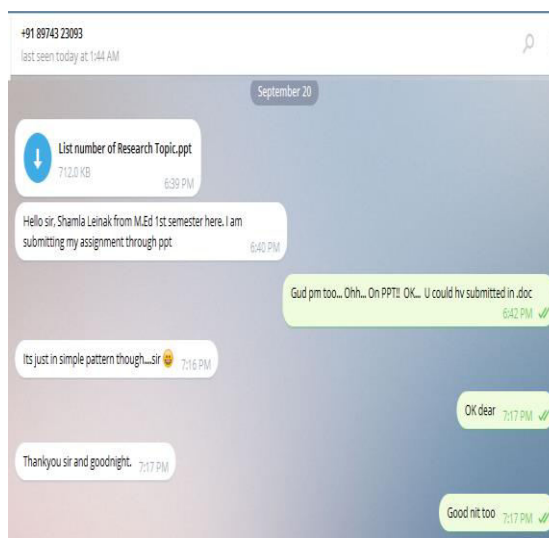 +91 89743 23093
last seen today at 1:44 AM
September 20
List number of Research Topic.ppt
712.0 KB
6:39 PM
Hello sir, Shamla Leinak from M.Ed 1st semester here. I am
submitting my assignment through ppt
6:40 PM
Gud pm too... Ohh... On PPT!! OK... U could hv submitted in .doc
6:42 PM
Its just in simple pattern though....sir 😄 7:16 PM
OK dear 7:17 PM
Thankyou sir and goodnight. 7:17 PM
Good nit too 7:17 PM